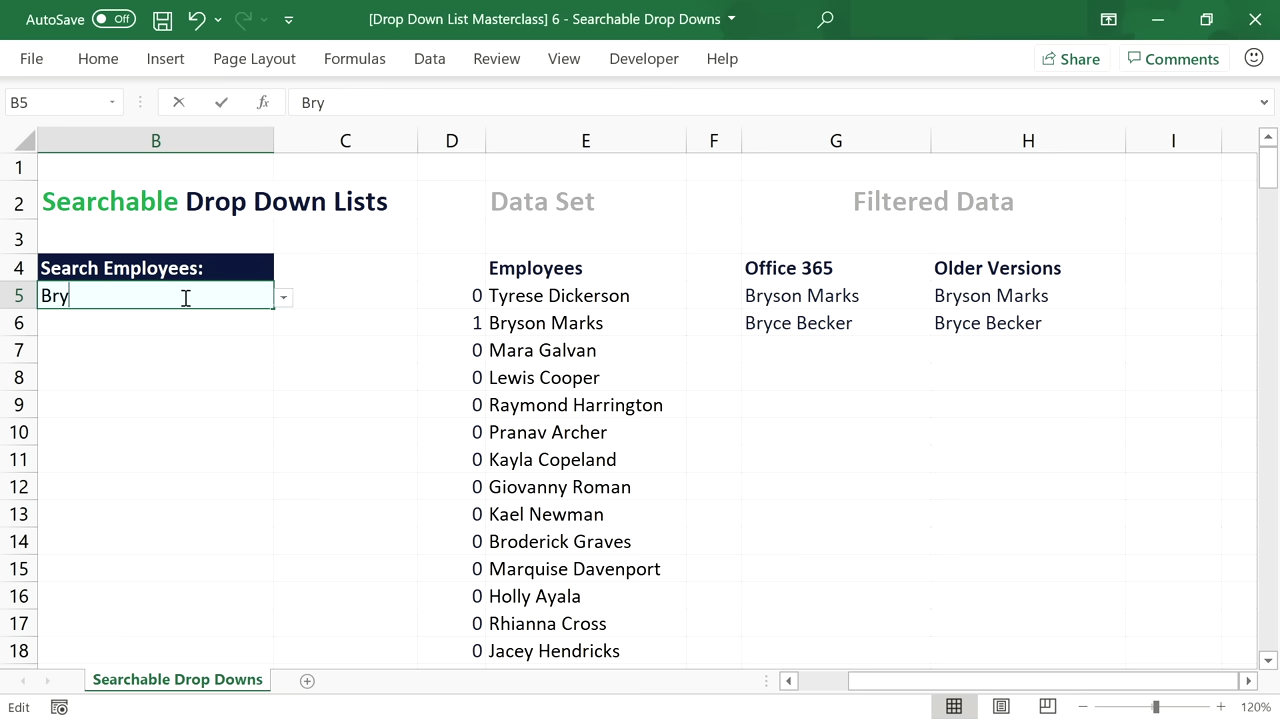 AutoSave Off [Drop Down List Masterclass] 6 - Searchable Drop Downs
File Home Insert Page Layout Formulas Data Review View Developer Help Share Comments
B5 fx Bry
B C D E F G H I
1
2 Searchable Drop Down Lists Data Set Filtered Data
3
4 Search Employees: Employees Office 365 Older Versions
5 Bry 0 Tyrese Dickerson Bryson Marks Bryson Marks
6 1 Bryson Marks Bryce Becker Bryce Becker
7 0 Mara Galvan
8 0 Lewis Cooper
9 0 Raymond Harrington
10 0 Pranav Archer
11 0 Kayla Copeland
12 0 Giovanny Roman
13 0 Kael Newman
14 0 Broderick Graves
15 0 Marquise Davenport
16 0 Holly Ayala
17 0 Rhianna Cross
18 0 Jacey Hendricks
Searchable Drop Downs
Edit 120%